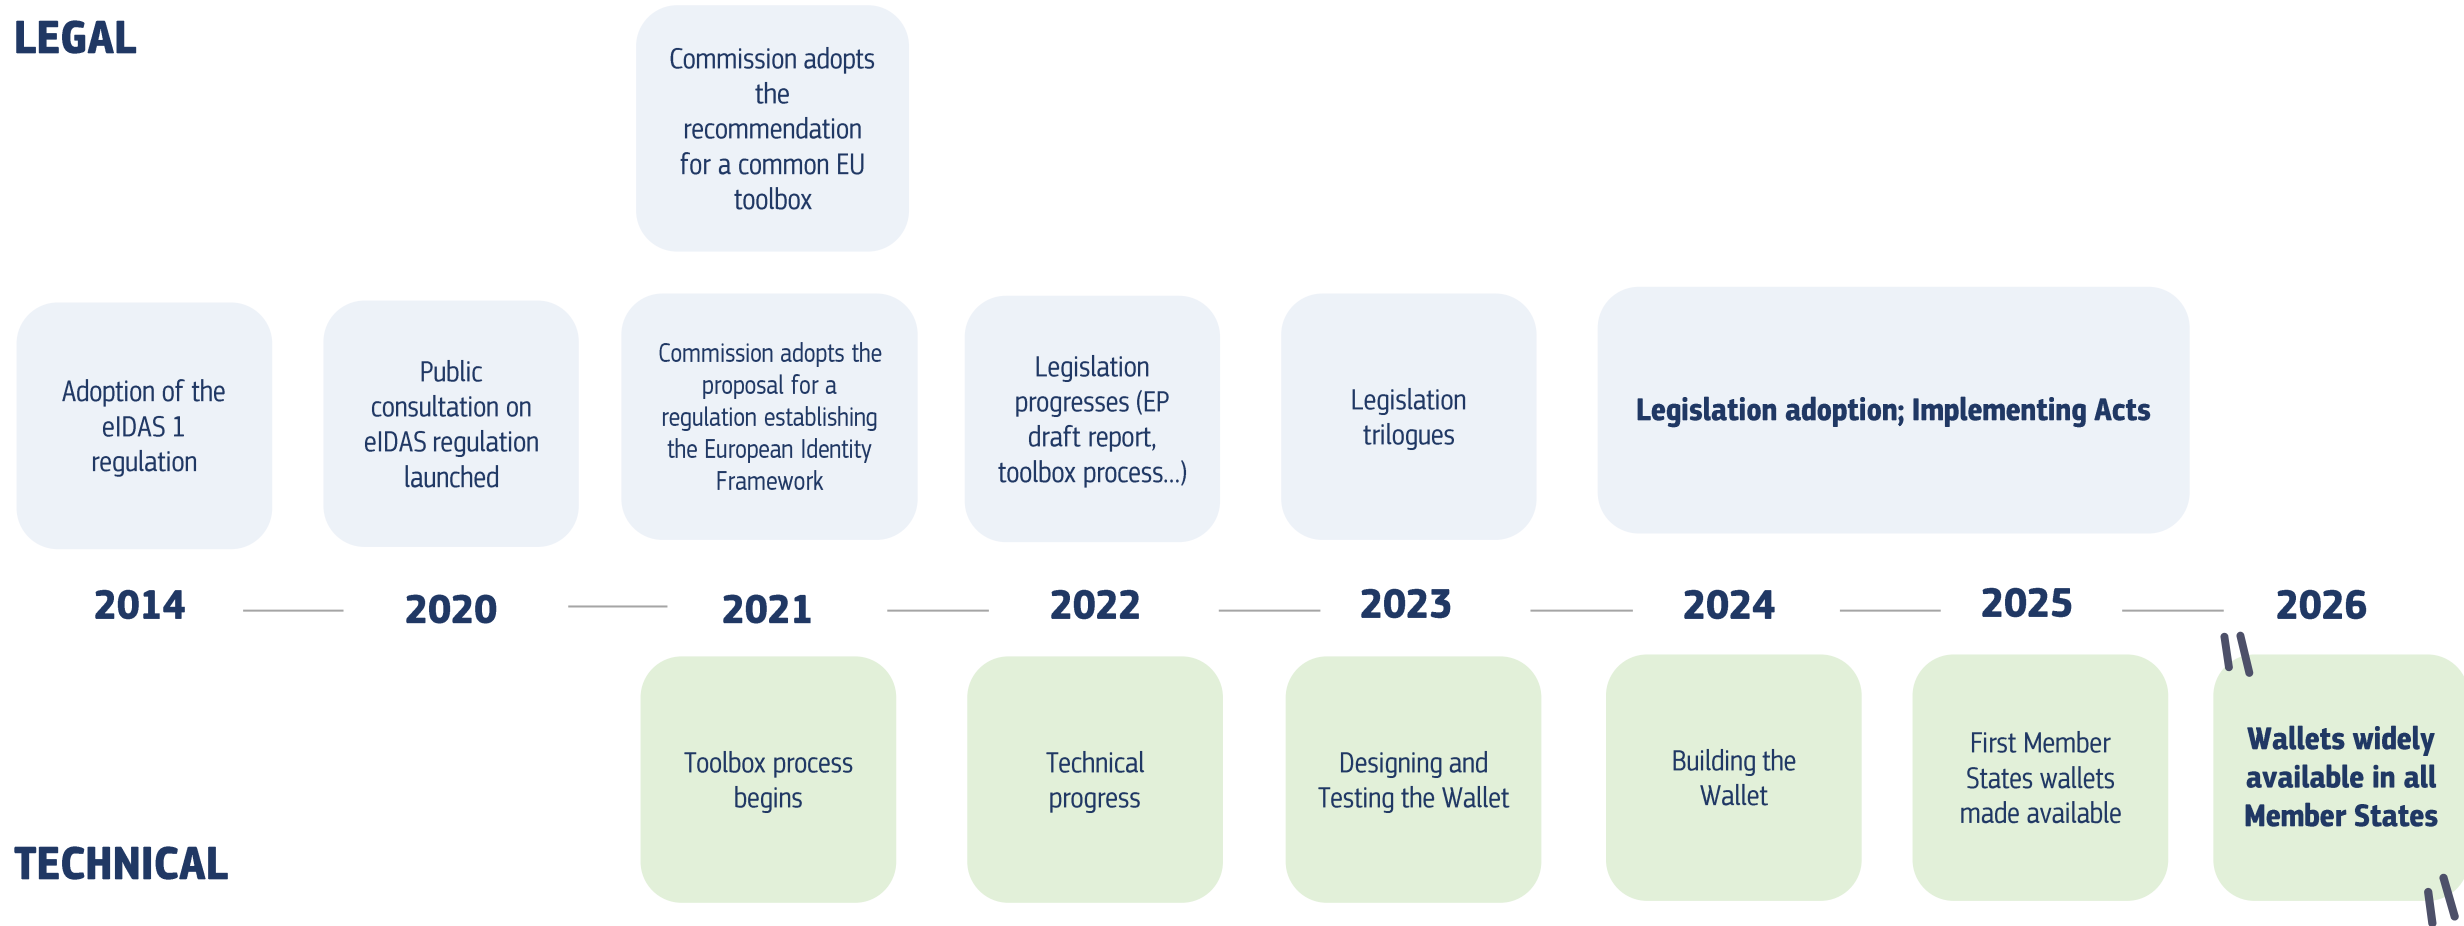 LEGAL
Commission adopts
the
recommendation
for a common EU
toolbox
Adoption of the
eIDAS 1
regulation
Public
consultation on
eIDAS regulation
launched
Commission adopts the
proposal for a
regulation establishing
the European Identity
Framework
Legislation
progresses (EP
draft report,
toolbox process...)
Legislation
trilogues
Legislation adoption; Implementing Acts
2014
2020
2021
2022
2023
2024
2025
2026
Toolbox process
begins
Technical
progress
Designing and
Testing the Wallet
Building the
Wallet
First Member
States wallets
made available
Wallets widely
available in all
Member States
TECHNICAL